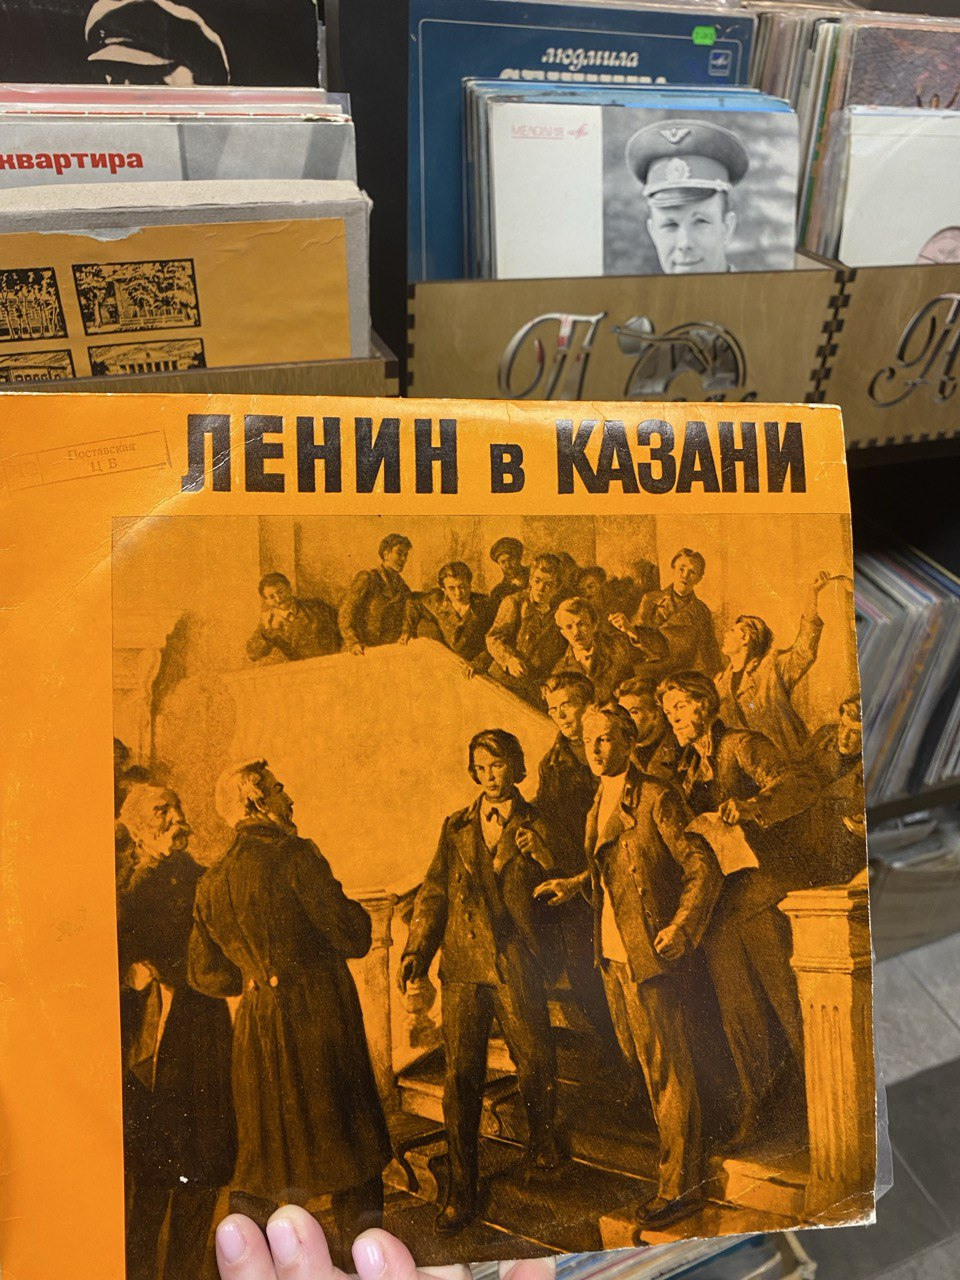 людмила
МЕЛОДИЯ
квартира
Поставская
ЦБ
ЛЕНИН в КАЗАНИ